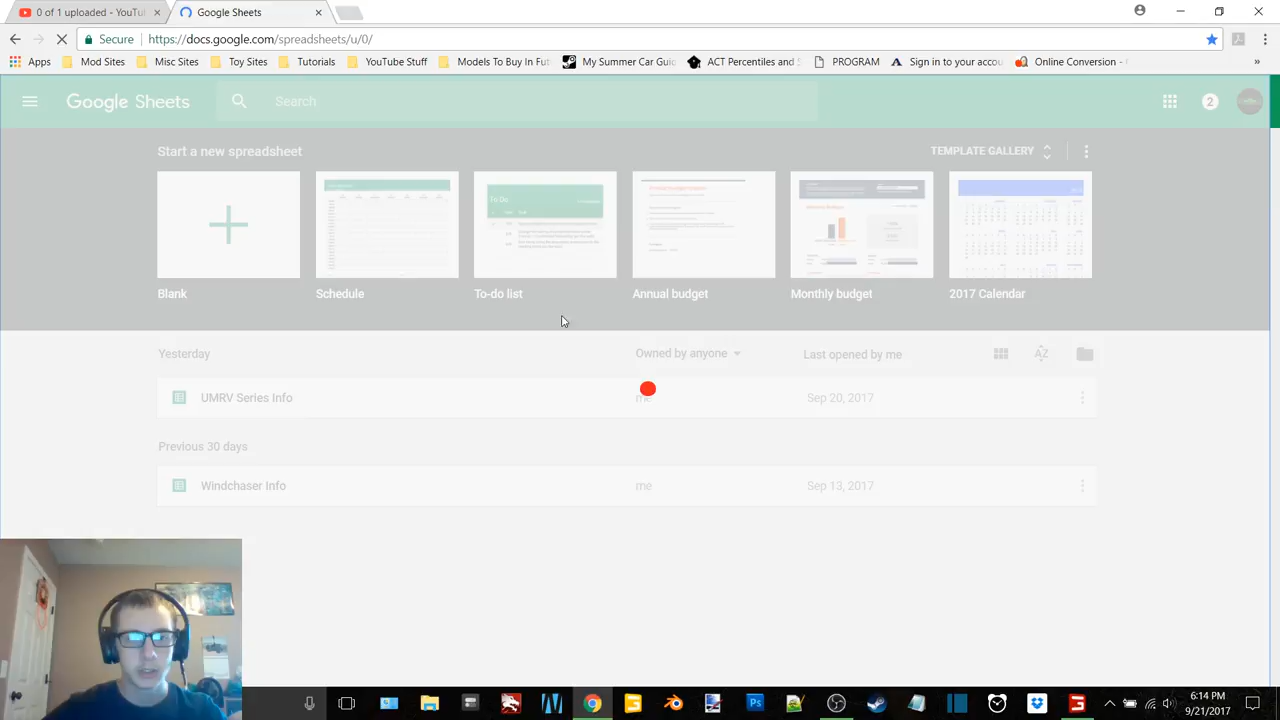 0 of 1 uploaded - YouTu
Google Sheets
Secure
https://docs.google.com/spreadsheets/u/0/
Apps
Mod Sites
Misc Sites
Toy Sites
Tutorials
YouTube Stuff
Models To Buy In Fut
My Summer Car Guid
ACT Percentiles and S
PROGRAM
Sign in to your accou
Online Conversion -
»
Google Sheets
Search
2
Start a new spreadsheet
TEMPLATE GALLERY
Blank
Schedule
To-do list
Annual budget
Monthly budget
2017 Calendar
Yesterday
Owned by anyone
Last opened by me
AZ
UMRV Series Info
me
Sep 20, 2017
Previous 30 days
Windchaser Info
me
Sep 13, 2017
6:14 PM
9/21/2017